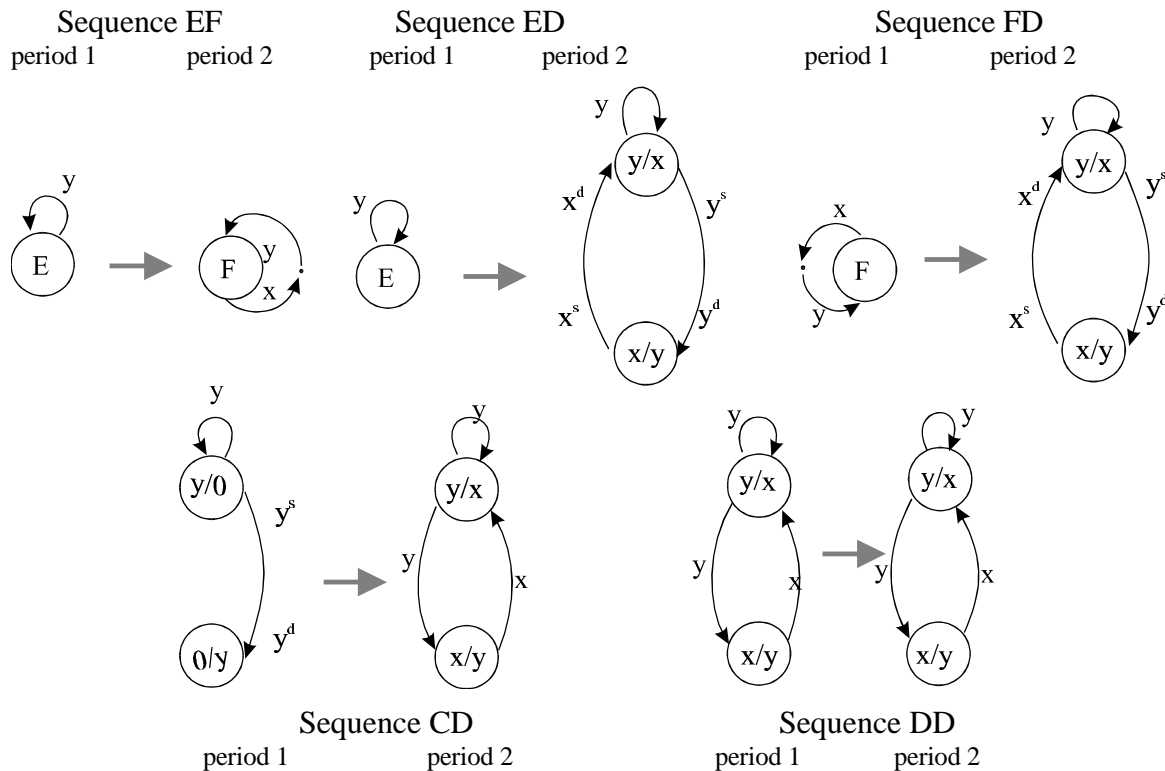 Sequence EF Sequence ED Sequence FD
period 1 period 2 period 1 period 2 period 1 period 2
y y y
y/x y/x
y y x^d y^s x x^d y^s
E F y x E F y
x^s y^d x^s y^d
x/y x/y
y y y y
y/0 y/x y/x y/x
y^s
y x y x y x
y^d
0/y x/y x/y x/y
Sequence CD Sequence DD
period 1 period 2 period 1 period 2